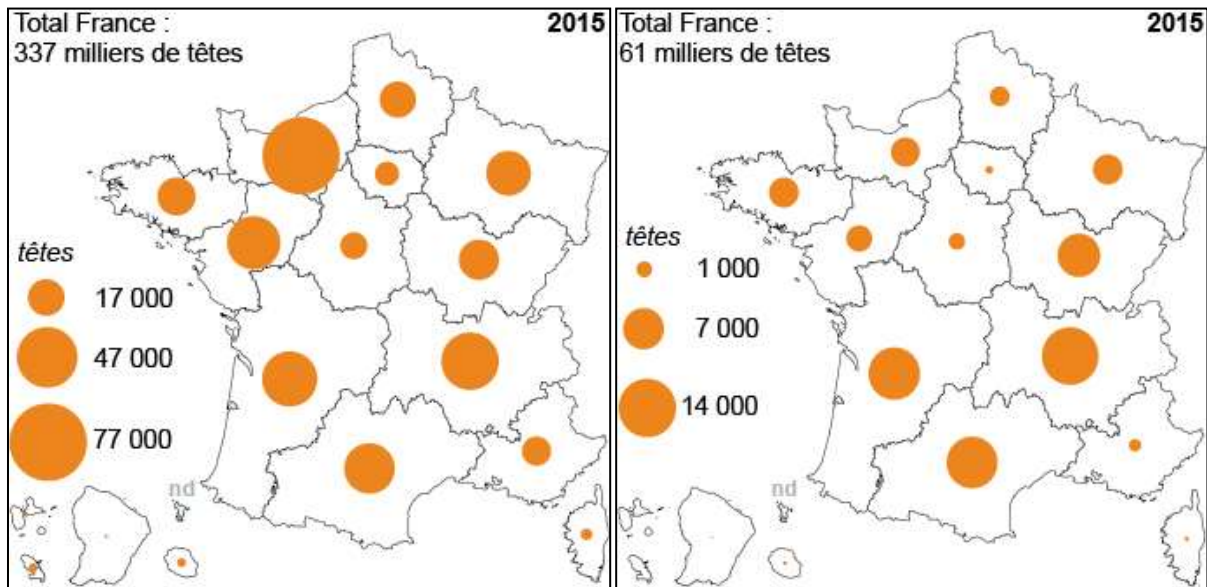 Total France :
2015
337 milliers de têtes
têtes
17 000
47 000
77 000
nd
Total France :
2015
61 milliers de têtes
têtes
1 000
7 000
14 000
nd